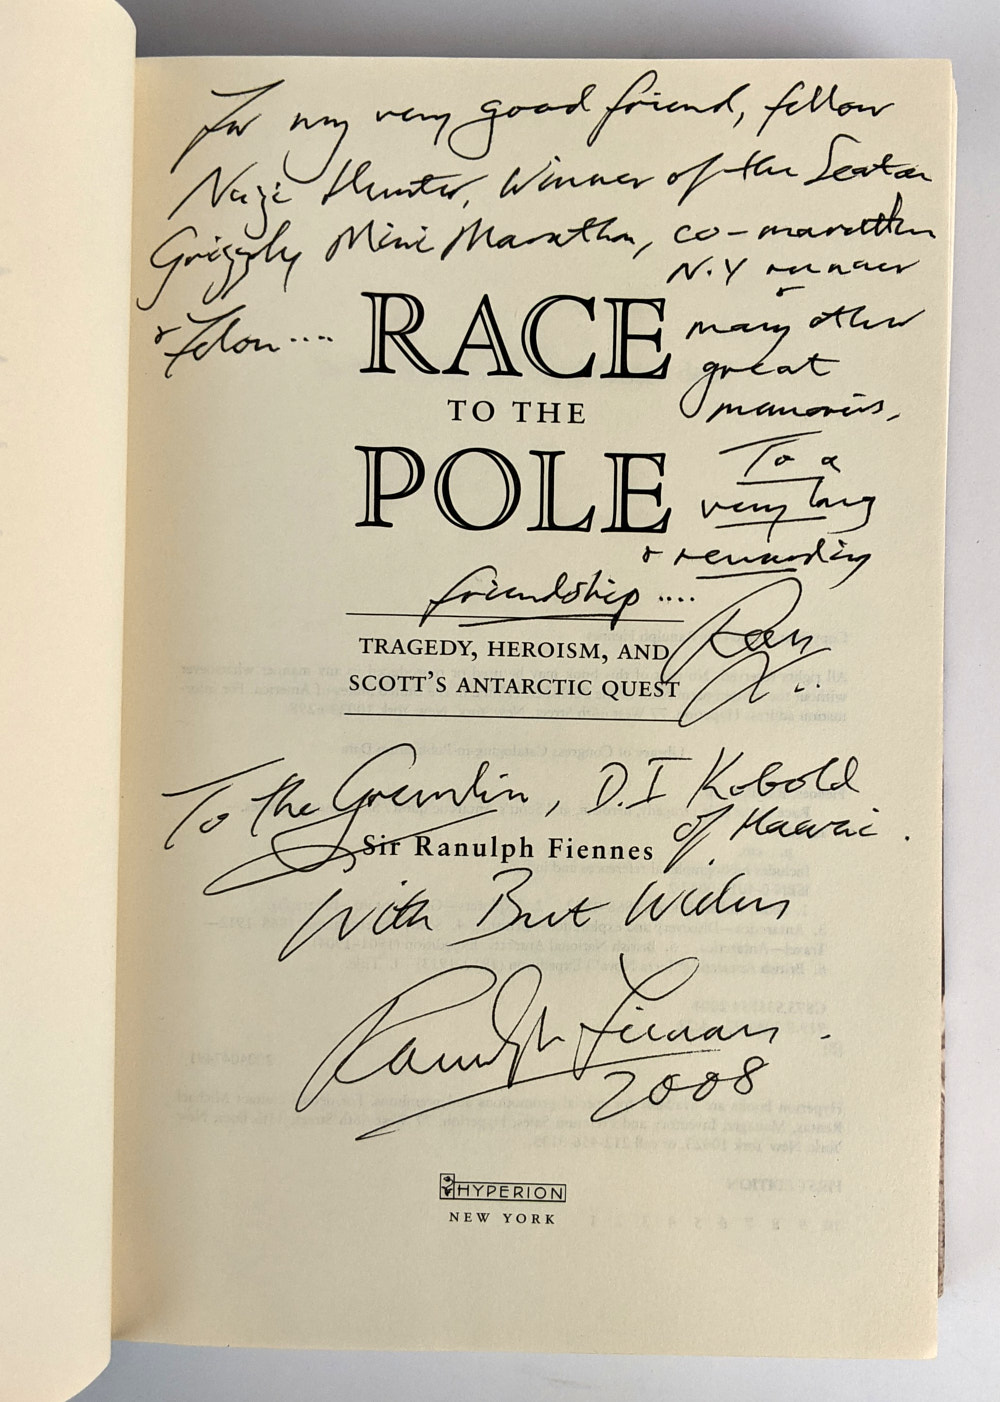 For my very good friend, fellow
Nazi Hunter, Winner of the Seaton
Grizzly Mini Marathon, co-marathon
N.Y runner
& Felon....
&
many other
great
memories,
To a
very long
& rewarding
friendship ....
Ran
RACE
TO THE
POLE
TRAGEDY, HEROISM, AND
SCOTT'S ANTARCTIC QUEST
To The Gremlin, D.I Kobold
of Hawaii.
Sir Ranulph Fiennes
With Best Wishes
Ranulph Fiennes
2008
HYPERION
NEW YORK